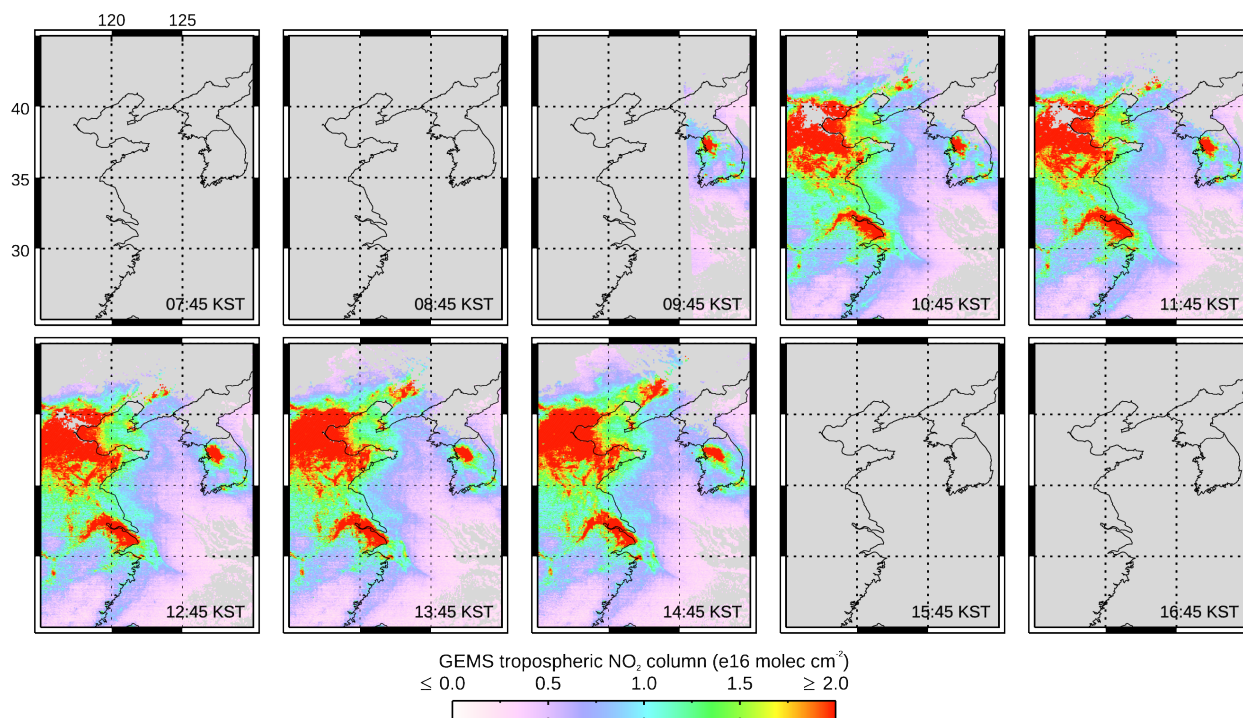 120 125
40
35
30
07:45 KST
08:45 KST
09:45 KST
10:45 KST
11:45 KST
12:45 KST
13:45 KST
14:45 KST
15:45 KST
16:45 KST
GEMS tropospheric NO₂ column (e16 molec cm⁻²)
≤ 0.0 0.5 1.0 1.5 ≥ 2.0